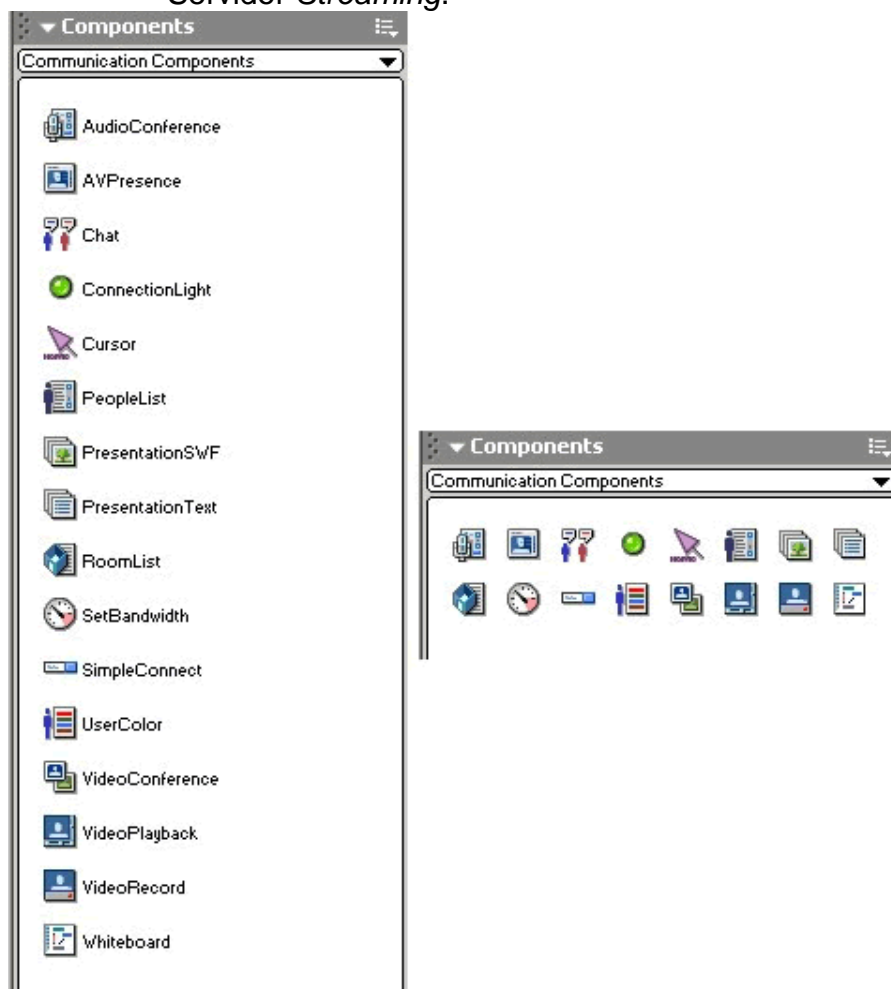 Servidor Streaming.
Components
Communication Components
AudioConference
AVPresence
Chat
ConnectionLight
Cursor
PeopleList
PresentationSWF
PresentationText
RoomList
SetBandwidth
SimpleConnect
UserColor
VideoConference
VideoPlayback
VideoRecord
Whiteboard
Components
Communication Components